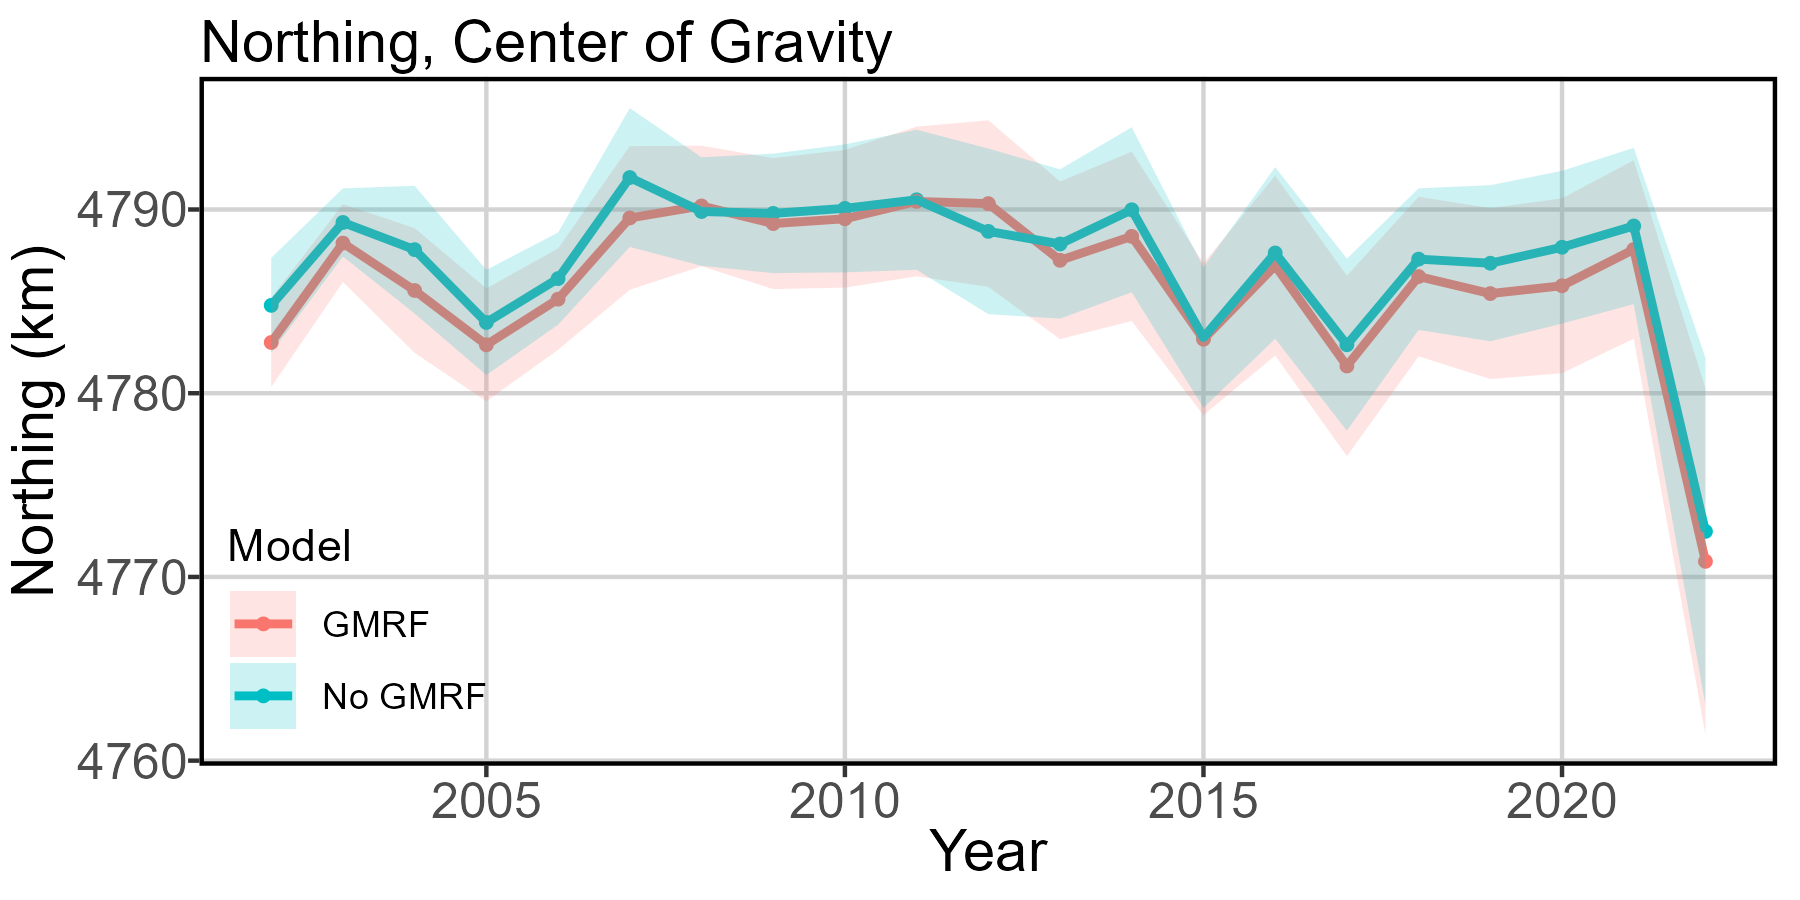 Northing, Center of Gravity
Northing (km)
4790
4780
4770
4760
Model
GMRF
No GMRF
2005 2010 2015 2020
Year